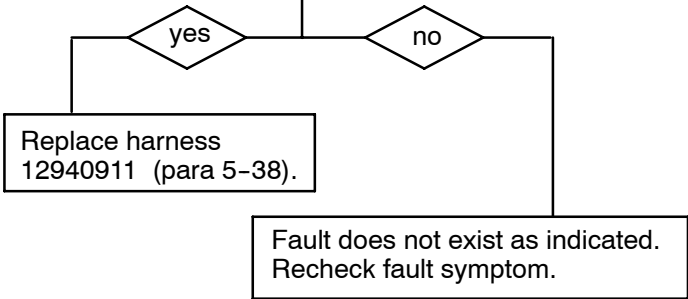 yes
no
Replace harness
12940911 (para 5-38).
Fault does not exist as indicated.
Recheck fault symptom.